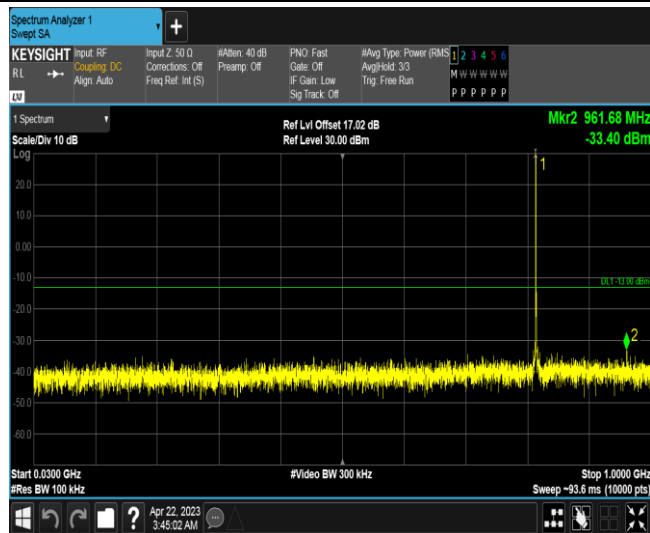 Spectrum Analyzer 1
Swept SA
+
KEYSIGHT
RL
LXI
Input: RF
Coupling: DC
Align: Auto
Input Z: 50 Ω
Corrections: Off
Freq Ref: Int (S)
#Atten: 40 dB
Preamp: Off
PNO: Fast
Gate: Off
IF Gain: Low
Sig Track: Off
#Avg Type: Power (RMS
Avg|Hold: 3/3
Trig: Free Run
1 2 3 4 5 6
M W W W W W
P P P P P P
1 Spectrum
Scale/Div 10 dB
Log
Ref Lvl Offset 17.02 dB
Ref Level 30.00 dBm
Mkr2 961.68 MHz
-33.40 dBm
1
20.0
10.0
0.00
-10.0
DL1 -13.00 dBm
-20.0
-30.0
2
-40.0
-50.0
-60.0
Start 0.0300 GHz
#Res BW 100 kHz
#Video BW 300 kHz
Stop 1.0000 GHz
Sweep ~93.6 ms (10000 pts)
?
Apr 22, 2023
3:45:02 AM